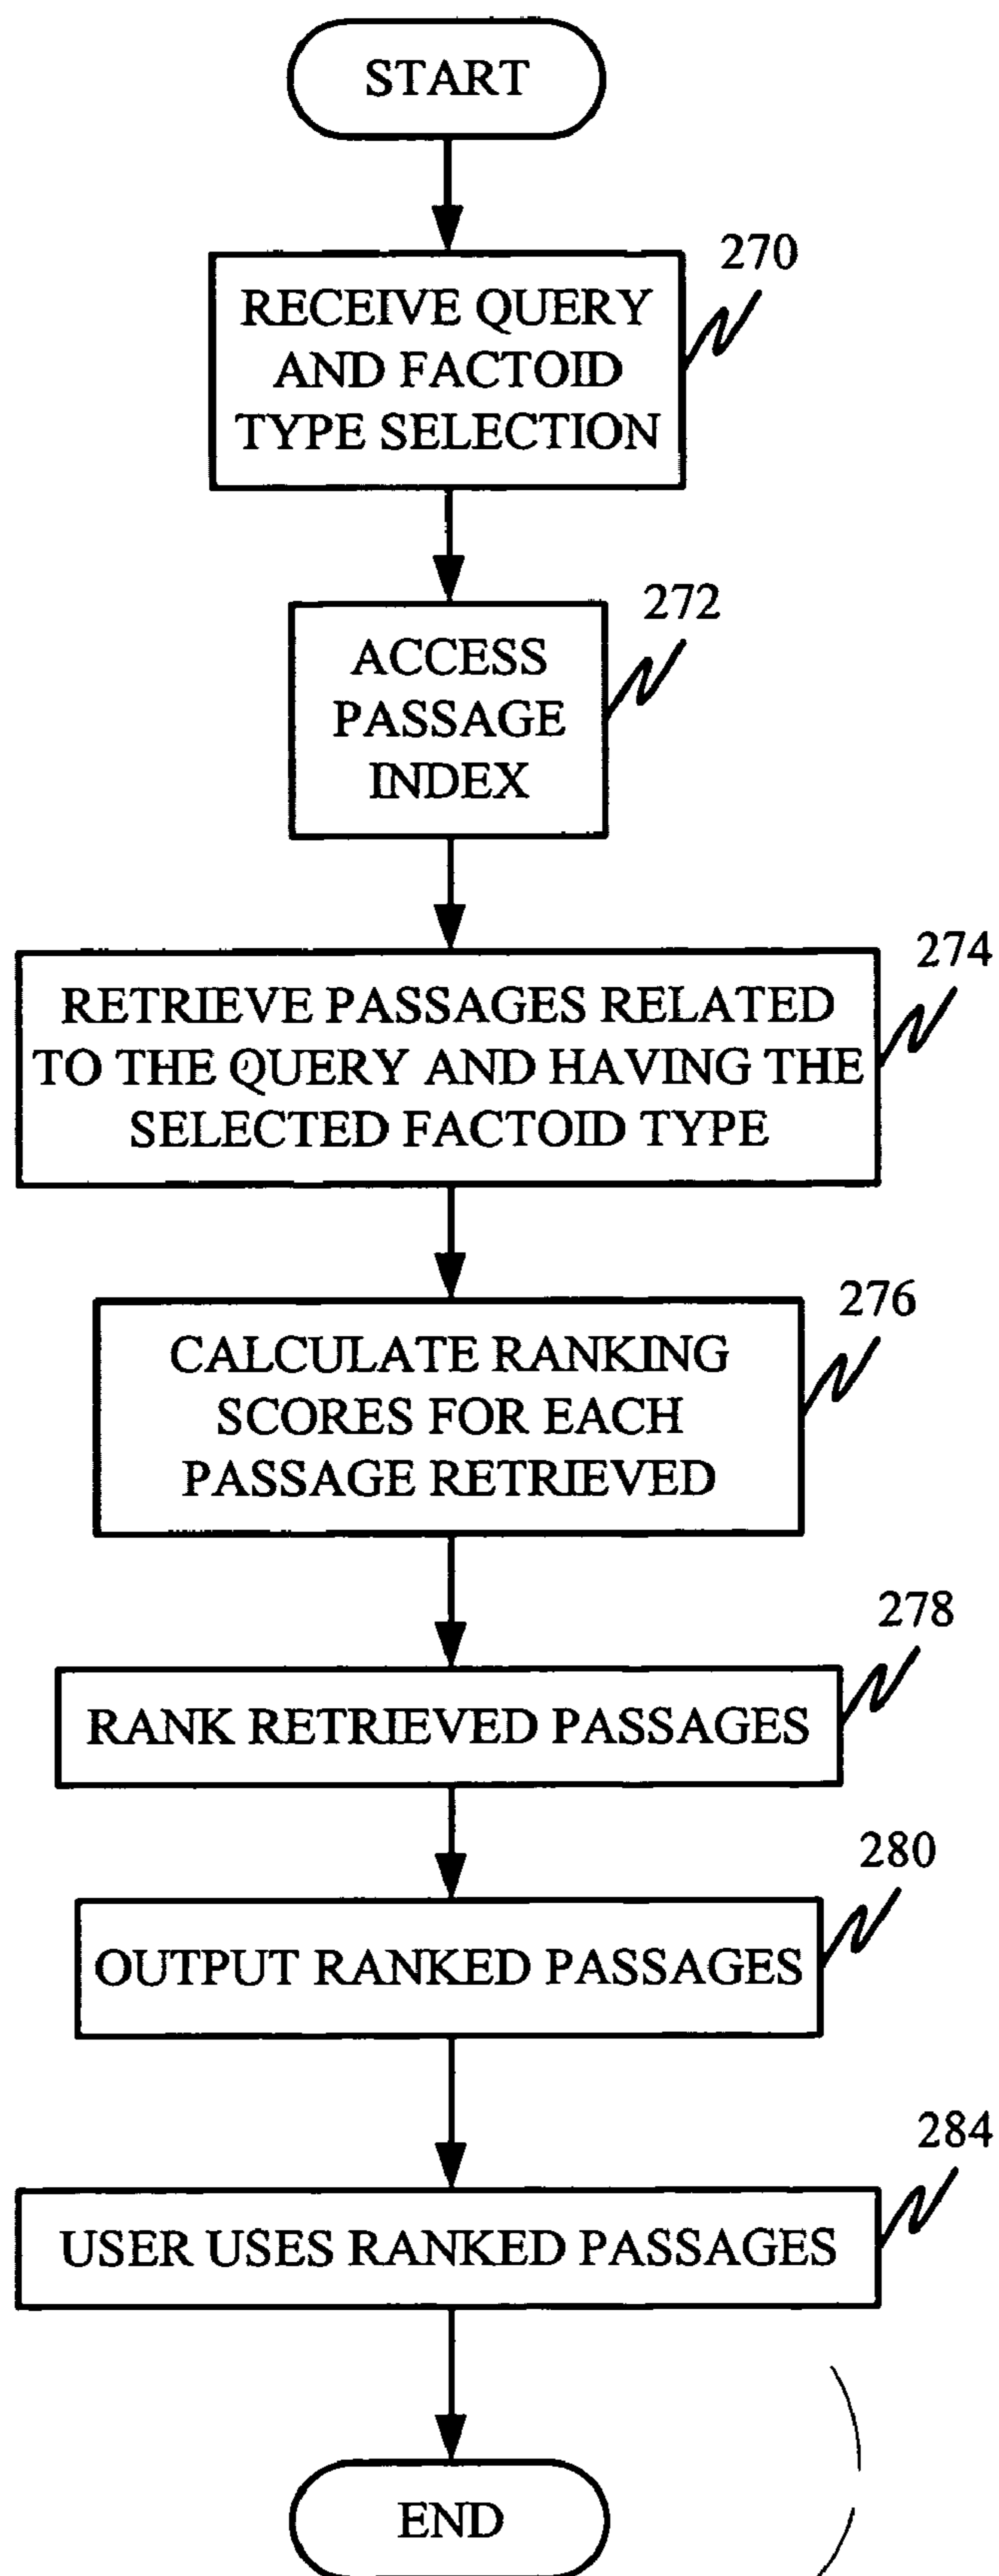 START
270
RECEIVE QUERY
AND FACTOID
TYPE SELECTION
272
ACCESS
PASSAGE
INDEX
274
RETRIEVE PASSAGES RELATED
TO THE QUERY AND HAVING THE
SELECTED FACTOID TYPE
276
CALCULATE RANKING
SCORES FOR EACH
PASSAGE RETRIEVED
278
RANK RETRIEVED PASSAGES
280
OUTPUT RANKED PASSAGES
284
USER USES RANKED PASSAGES
END